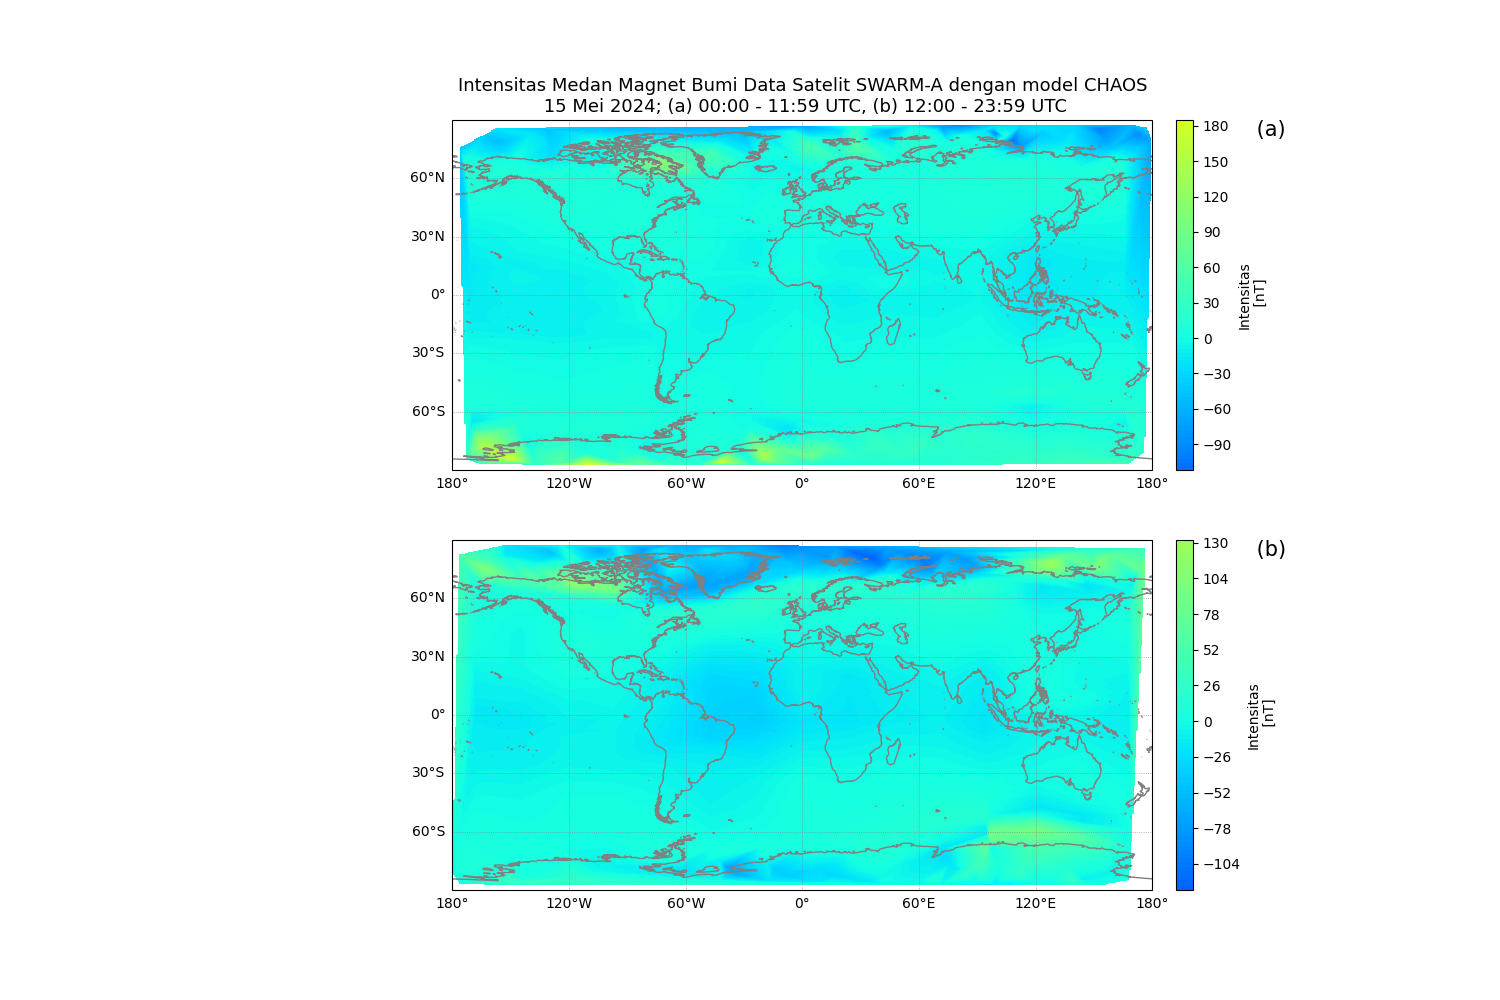 Intensitas Medan Magnet Bumi Data Satelit SWARM-A dengan model CHAOS
15 Mei 2024; (a) 00:00 - 11:59 UTC, (b) 12:00 - 23:59 UTC
(a)
60°N
30°N
0°
30°S
60°S
180°
120°W
60°W
0°
60°E
120°E
180°
180
150
120
90
60
30
0
−30
−60
−90
Intensitas
[nT]
(b)
60°N
30°N
0°
30°S
60°S
180°
120°W
60°W
0°
60°E
120°E
180°
130
104
78
52
26
0
−26
−52
−78
−104
Intensitas
[nT]